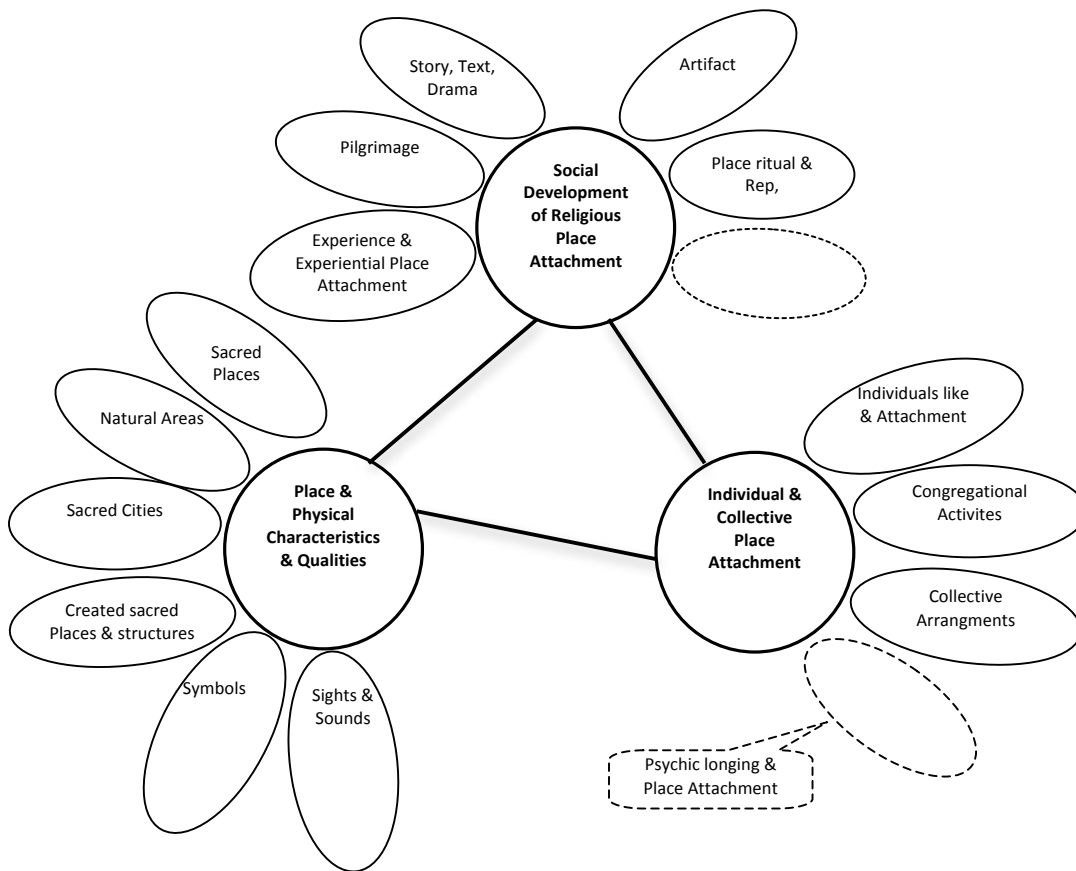 Story, Text,
Drama
Artifact
Pilgrimage
Place ritual &
Rep,
Social
Development
of Religious
Place
Attachment
Experience &
Experiential Place
Attachment
Sacred
Places
Natural Areas
Sacred Cities
Created sacred
Places & structures
Symbols
Sights &
Sounds
Place &
Physical
Characteristics
& Qualities
Individual &
Collective
Place
Attachment
Individuals like
& Attachment
Congregational
Activites
Collective
Arrangments
Psychic longing &
Place Attachment